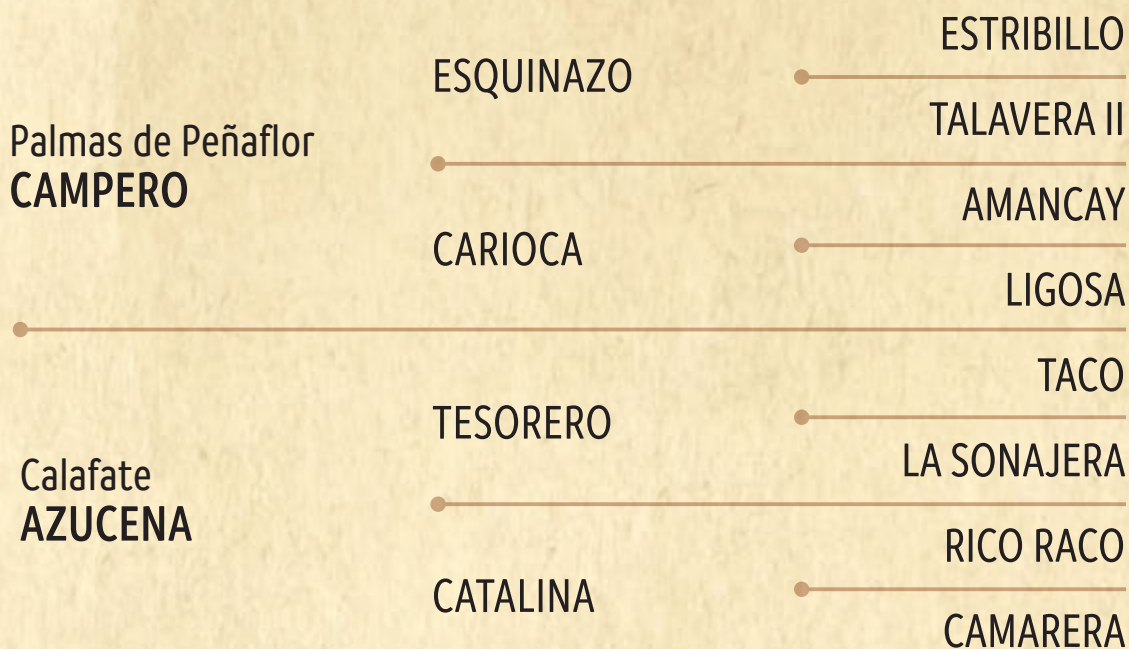 ESTRIBILLO
ESQUINAZO
TALAVERA II
Palmas de Peñaflor
CAMPERO
AMANCAY
CARIOCA
LIGOSA
TACO
TESORERO
LA SONAJERA
Calafate
AZUCENA
RICO RACO
CATALINA
CAMARERA